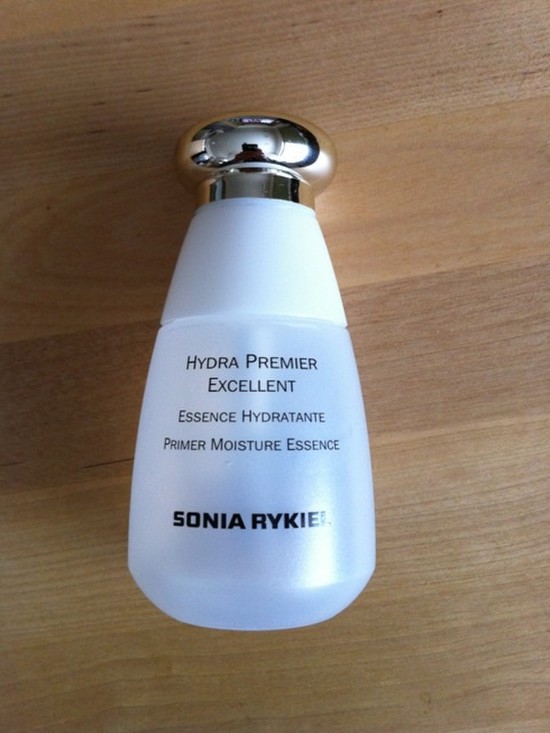 HYDRA PREMIER
EXCELLENT
ESSENCE HYDRATANTE
PRIMER MOISTURE ESSENCE
SONIA RYKIEL